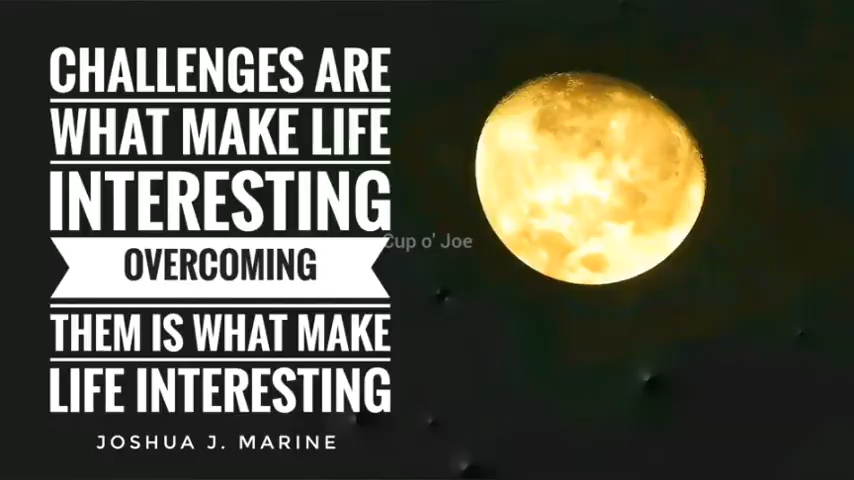 CHALLENGES ARE
WHAT MAKE LIFE
INTERESTING
OVERCOMING
THEM IS WHAT MAKE
LIFE INTERESTING
JOSHUA J. MARINE
Cup o' Joe